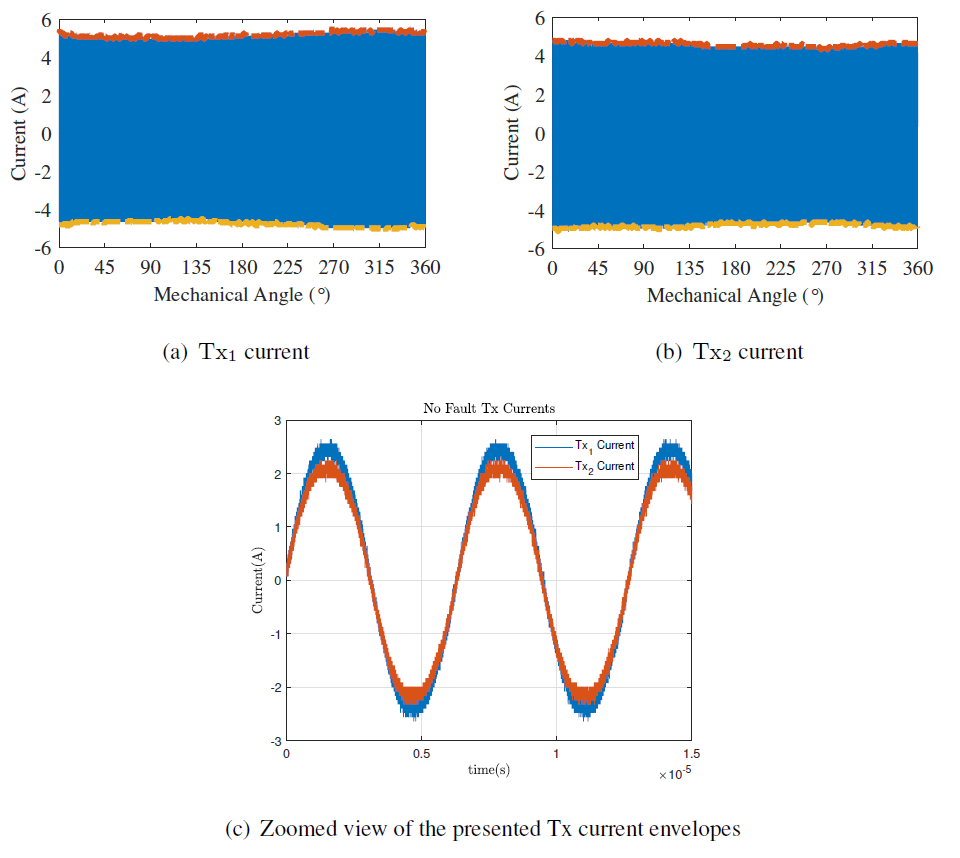 6
4
2
0
-2
-4
-6
Current (A)
0 45 90 135 180 225 270 315 360
Mechanical Angle (°)
(a) Tx1 current
6
4
2
0
-2
-4
-6
Current (A)
0 45 90 135 180 225 270 315 360
Mechanical Angle (°)
(b) Tx2 current
No Fault Tx Currents
3
2
1
0
-1
-2
-3
Current(A)
Tx1 Current
Tx2 Current
0 0.5 1 1.5
time(s)
×10-5
(c) Zoomed view of the presented Tx current envelopes